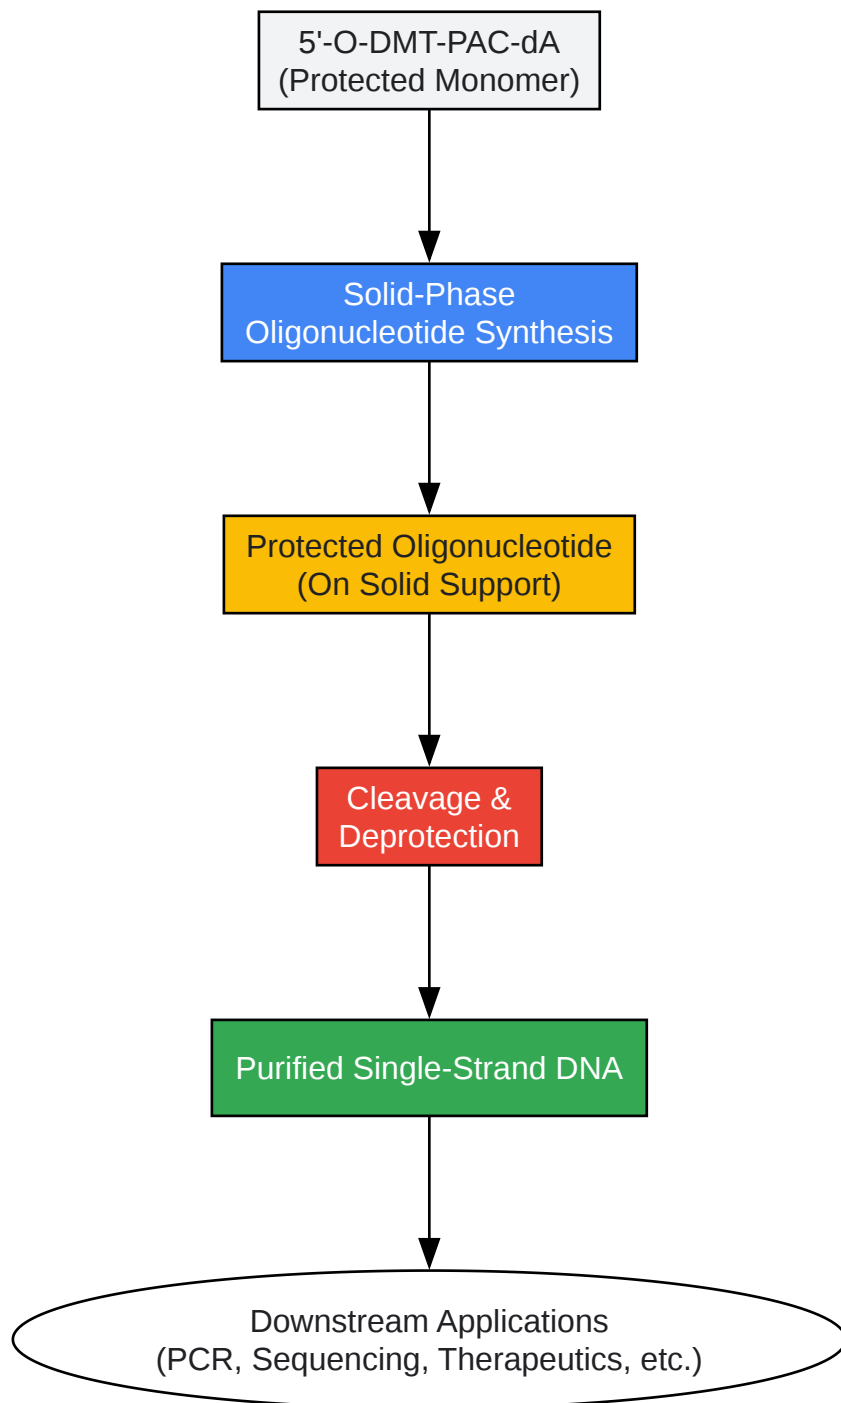 5'-O-DMT-PAC-dA
(Protected Monomer)
Solid-Phase
Oligonucleotide Synthesis
Protected Oligonucleotide
(On Solid Support)
Cleavage &
Deprotection
Purified Single-Strand DNA
Downstream Applications
(PCR, Sequencing, Therapeutics, etc.)